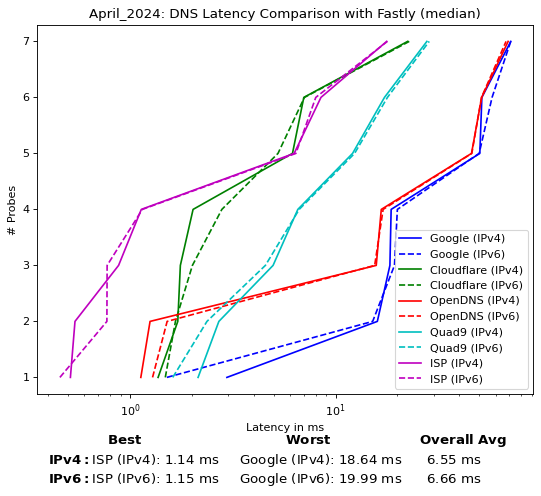 April_2024: DNS Latency Comparison with Fastly (median)
7
6
5
4
3
2
1
# Probes
Google (IPv4)
Google (IPv6)
Cloudflare (IPv4)
Cloudflare (IPv6)
OpenDNS (IPv4)
OpenDNS (IPv6)
Quad9 (IPv4)
Quad9 (IPv6)
ISP (IPv4)
ISP (IPv6)
10⁰ 10¹
Latency in ms
Best Worst Overall Avg
IPv4: ISP (IPv4): 1.14 ms Google (IPv4): 18.64 ms 6.55 ms
IPv6: ISP (IPv6): 1.15 ms Google (IPv6): 19.99 ms 6.66 ms